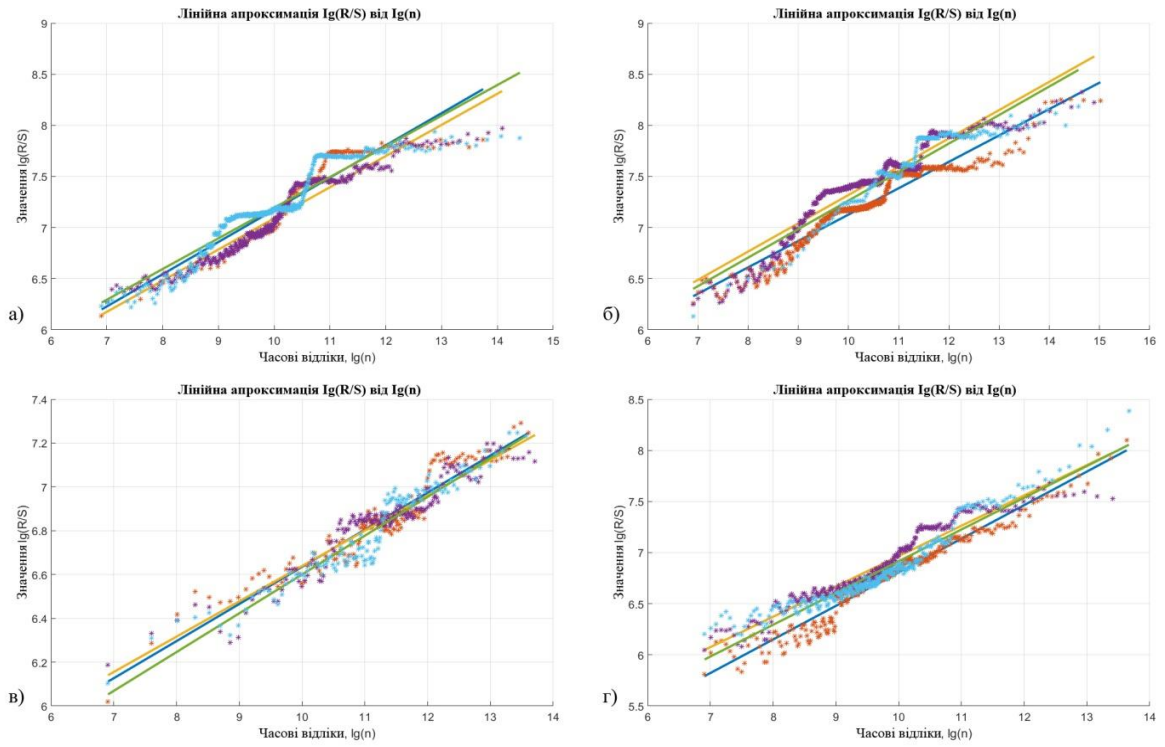 Лінійна апроксимація lg(R/S) від lg(n)
9
8.5
8
7.5
7
6.5
6
Значення lg(R/S)
6 7 8 9 10 11 12 13 14 15
Часові відліки, lg(n)
а)
Лінійна апроксимація lg(R/S) від lg(n)
9
8.5
8
7.5
7
6.5
6
Значення lg(R/S)
6 7 8 9 10 11 12 13 14 15 16
Часові відліки, lg(n)
б)
Лінійна апроксимація lg(R/S) від lg(n)
7.4
7.2
7
6.8
6.6
6.4
6.2
6
Значення lg(R/S)
6 7 8 9 10 11 12 13 14
Часові відліки, lg(n)
в)
Лінійна апроксимація lg(R/S) від lg(n)
8.5
8
7.5
7
6.5
6
5.5
Значення lg(R/S)
6 7 8 9 10 11 12 13 14
Часові відліки, lg(n)
г)